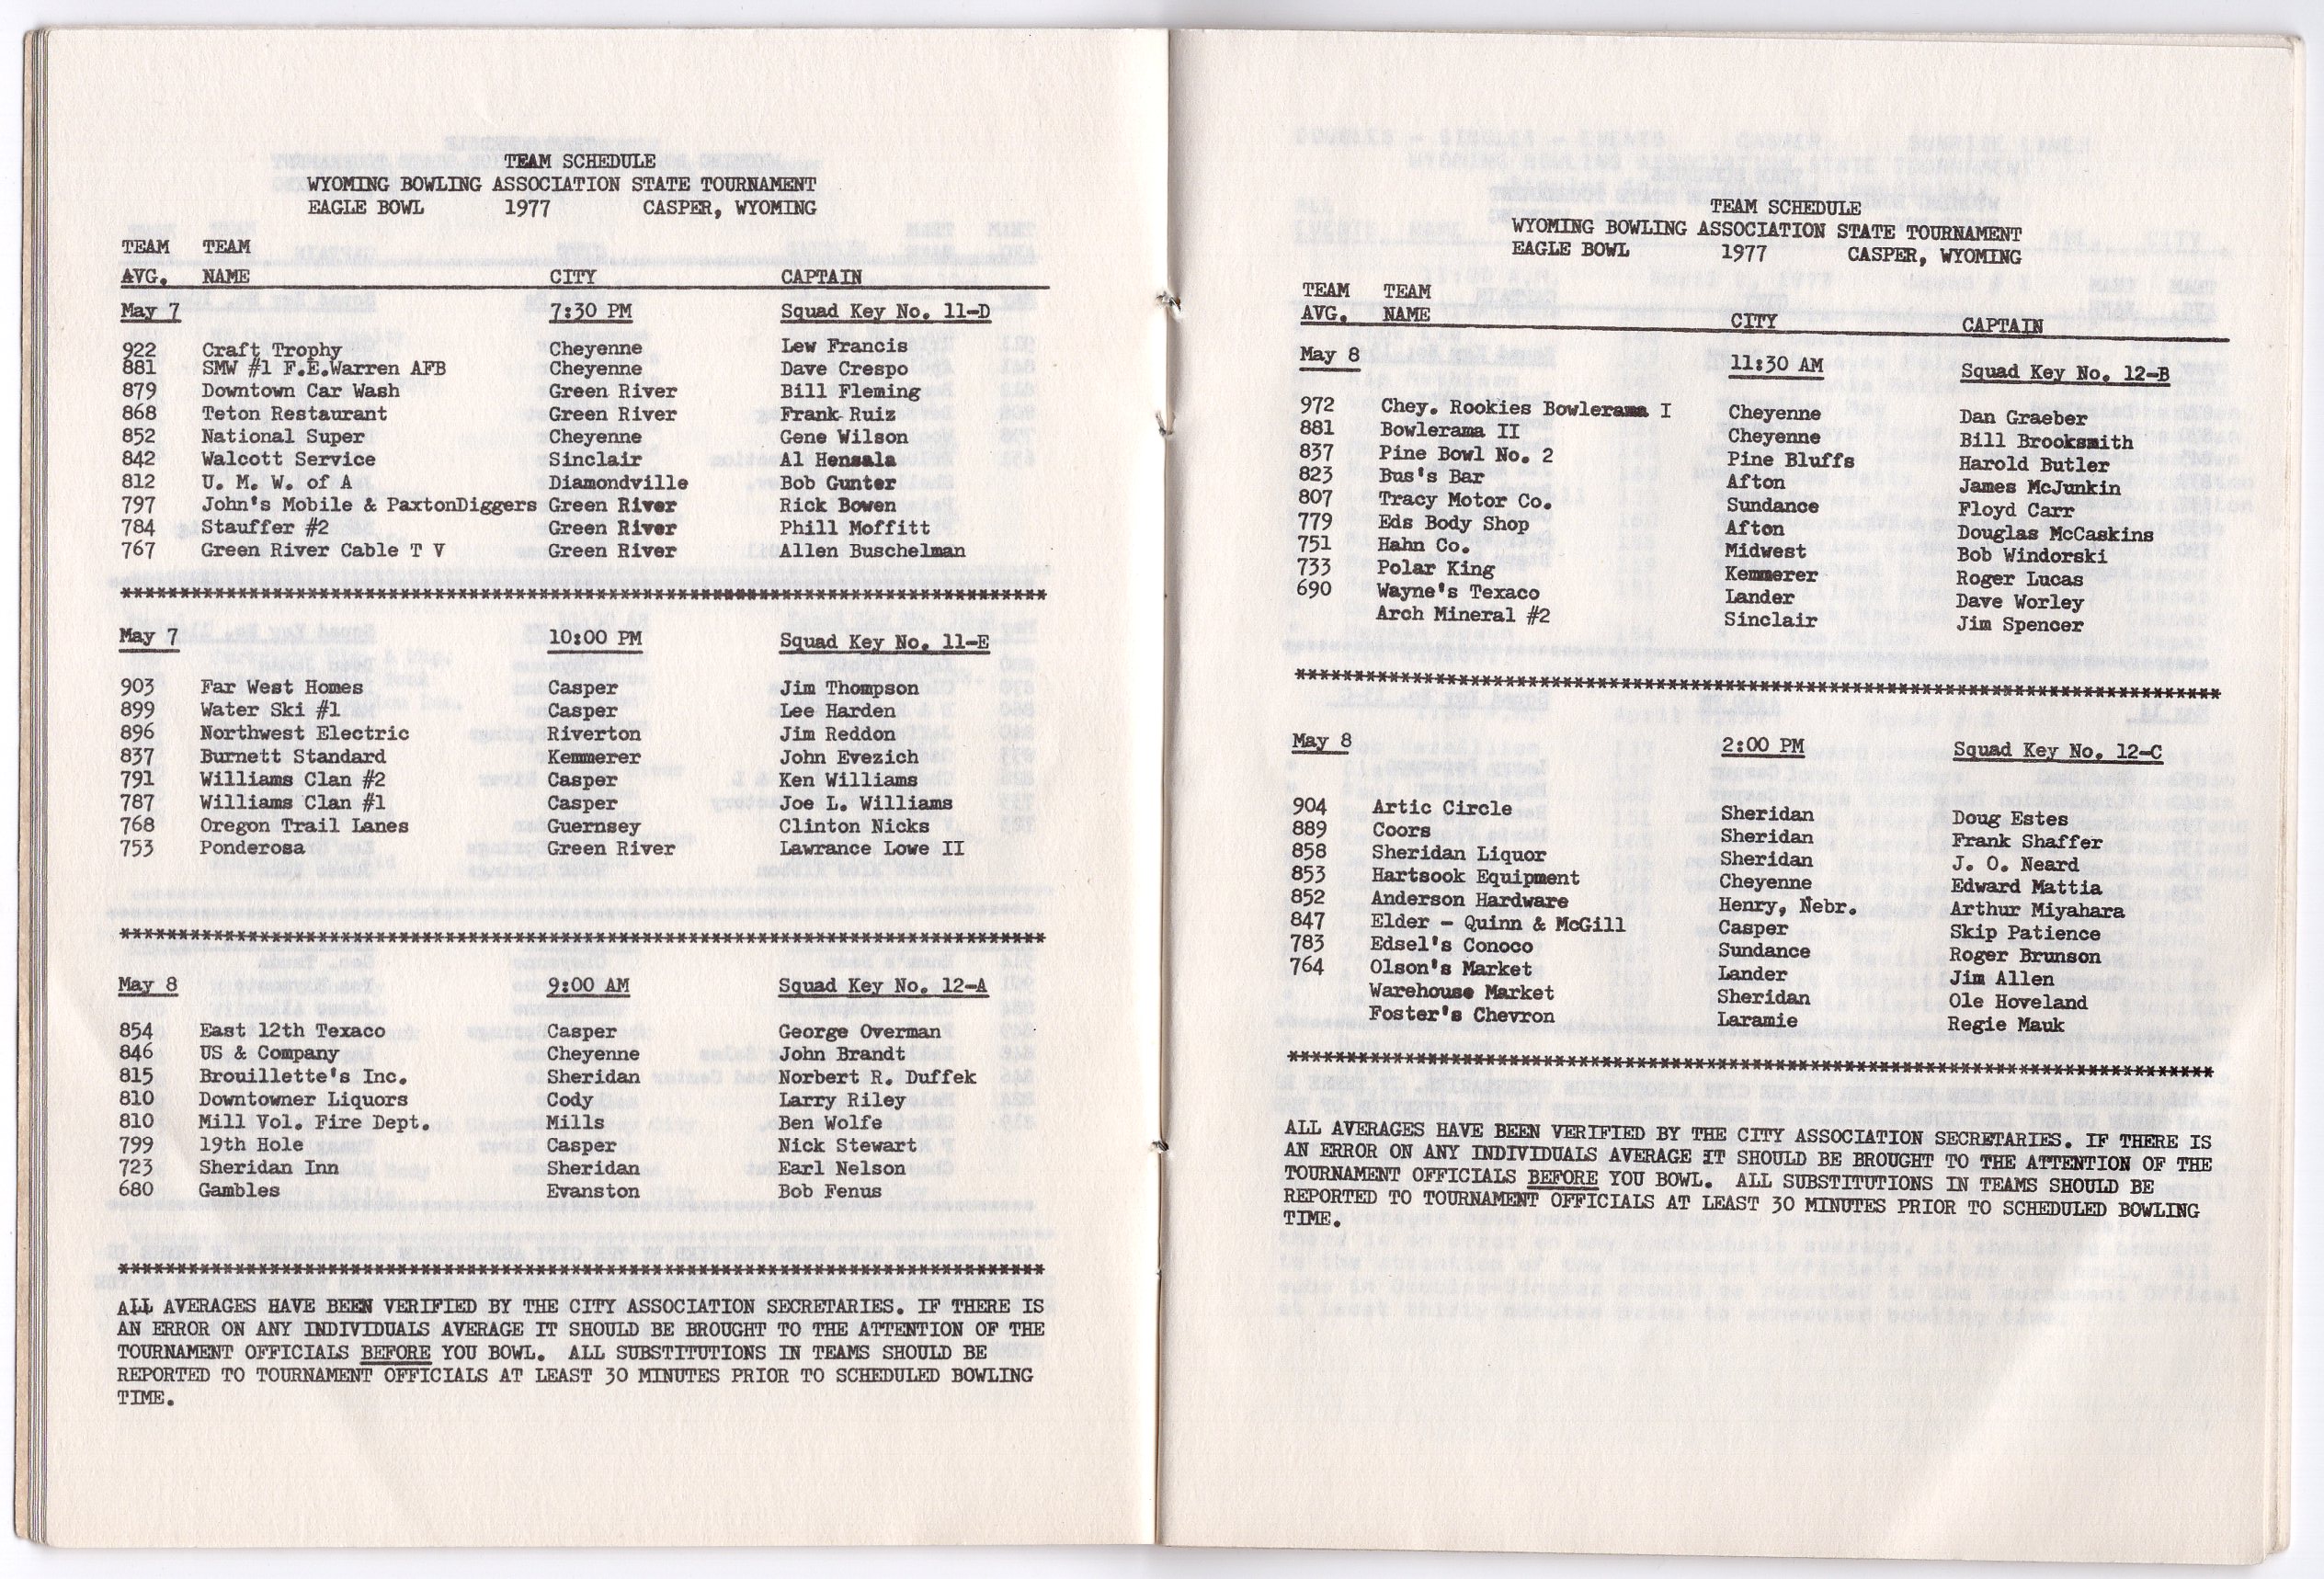 TEAM SCHEDULE
WYOMING BOWLING ASSOCIATION STATE TOURNAMENT
EAGLE BOWL 1977 CASPER, WYOMING
TEAM TEAM
AVG. NAME CITY CAPTAIN
May 7 7:30 PM Squad Key No. 11-D
922 Craft Trophy Cheyenne Lew Francis
881 SMW #1 F.E.Warren AFB Cheyenne Dave Crespo
879 Downtown Car Wash Green River Bill Fleming
868 Teton Restaurant Green River Frank Ruiz
852 National Super Cheyenne Gene Wilson
842 Walcott Service Sinclair Al Hensala
812 U. M. W. of A Diamondville Bob Gunter
797 John's Mobile & PaxtonDiggers Green River Rick Bowen
784 Stauffer #2 Green River Phill Moffitt
767 Green River Cable T V Green River Allen Buschelman
********************************************************************************
May 7 10:00 PM Squad Key No. 11-E
903 Far West Homes Casper Jim Thompson
899 Water Ski #1 Casper Lee Harden
896 Northwest Electric Riverton Jim Reddon
837 Burnett Standard Kemmerer John Evezich
791 Williams Clan #2 Casper Ken Williams
787 Williams Clan #1 Casper Joe L. Williams
768 Oregon Trail Lanes Guernsey Clinton Nicks
753 Ponderosa Green River Lawrance Lowe II
********************************************************************************
May 8 9:00 AM Squad Key No. 12-A
854 East 12th Texaco Casper George Overman
846 US & Company Cheyenne John Brandt
815 Brouillette's Inc. Sheridan Norbert R. Duffek
810 Downtowner Liquors Cody Larry Riley
810 Mill Vol. Fire Dept. Mills Ben Wolfe
799 19th Hole Casper Nick Stewart
723 Sheridan Inn Sheridan Earl Nelson
680 Gambles Evanston Bob Fenus
********************************************************************************
ALL AVERAGES HAVE BEEN VERIFIED BY THE CITY ASSOCIATION SECRETARIES. IF THERE IS
AN ERROR ON ANY INDIVIDUALS AVERAGE IT SHOULD BE BROUGHT TO THE ATTENTION OF THE
TOURNAMENT OFFICIALS BEFORE YOU BOWL. ALL SUBSTITUTIONS IN TEAMS SHOULD BE
REPORTED TO TOURNAMENT OFFICIALS AT LEAST 30 MINUTES PRIOR TO SCHEDULED BOWLING
TIME.
TEAM SCHEDULE
WYOMING BOWLING ASSOCIATION STATE TOURNAMENT
EAGLE BOWL 1977 CASPER, WYOMING
TEAM TEAM
AVG. NAME CITY CAPTAIN
May 8 11:30 AM Squad Key No. 12-B
972 Chey. Rookies Bowlerama I Cheyenne Dan Graeber
881 Bowlerama II Cheyenne Bill Brooksmith
837 Pine Bowl No. 2 Pine Bluffs Harold Butler
823 Bus's Bar Afton James McJunkin
807 Tracy Motor Co. Sundance Floyd Carr
779 Eds Body Shop Afton Douglas McCaskins
751 Hahn Co. Midwest Bob Windorski
733 Polar King Kemmerer Roger Lucas
690 Wayne's Texaco Lander Dave Worley
Arch Mineral #2 Sinclair Jim Spencer
********************************************************************************
May 8 2:00 PM Squad Key No. 12-C
904 Artic Circle Sheridan Doug Estes
889 Coors Sheridan Frank Shaffer
858 Sheridan Liquor Sheridan J. O. Neard
853 Hartsook Equipment Cheyenne Edward Mattia
852 Anderson Hardware Henry, Nebr. Arthur Miyahara
847 Elder - Quinn & McGill Casper Skip Patience
783 Edsel's Conoco Sundance Roger Brunson
764 Olson's Market Lander Jim Allen
Warehouse Market Sheridan Ole Hoveland
Foster's Chevron Laramie Regie Mauk
********************************************************************************
ALL AVERAGES HAVE BEEN VERIFIED BY THE CITY ASSOCIATION SECRETARIES. IF THERE IS
AN ERROR ON ANY INDIVIDUALS AVERAGE IT SHOULD BE BROUGHT TO THE ATTENTION OF THE
TOURNAMENT OFFICIALS BEFORE YOU BOWL. ALL SUBSTITUTIONS IN TEAMS SHOULD BE
REPORTED TO TOURNAMENT OFFICIALS AT LEAST 30 MINUTES PRIOR TO SCHEDULED BOWLING
TIME.